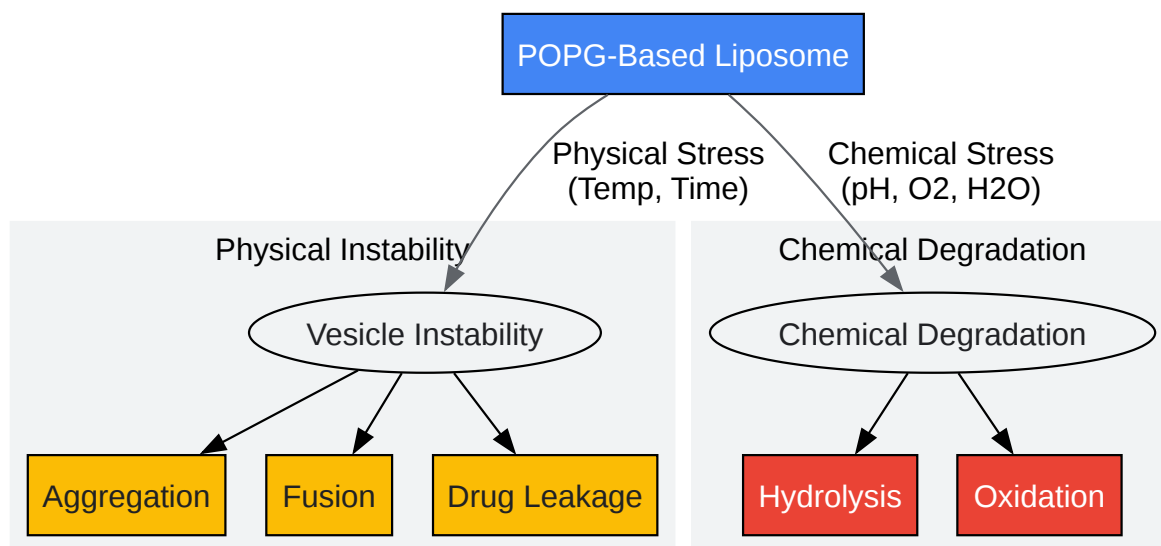 POPG-Based Liposome
Physical Stress
(Temp, Time)
Chemical Stress
(pH, O2, H2O)
Physical Instability
Chemical Degradation
Vesicle Instability
Chemical Degradation
Aggregation
Fusion
Drug Leakage
Hydrolysis
Oxidation